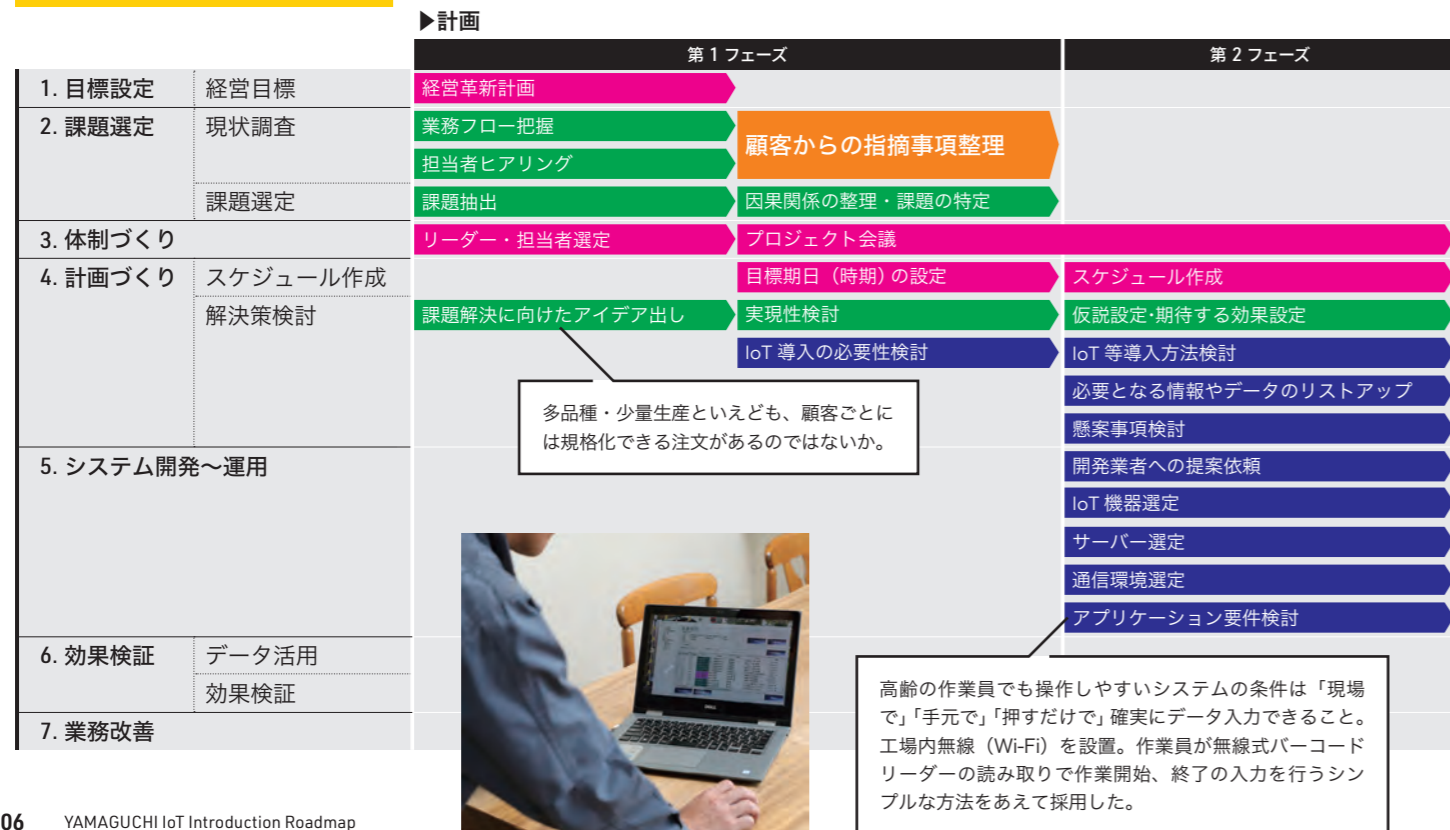 ▶計画
第1フェーズ
第2フェーズ
1. 目標設定
経営目標
経営革新計画
2. 課題選定
現状調査
業務フロー把握
顧客からの指摘事項整理
担当者ヒアリング
課題選定
課題抽出
因果関係の整理・課題の特定
3. 体制づくり
リーダー・担当者選定
プロジェクト会議
4. 計画づくり
スケジュール作成
目標期日（時期）の設定
スケジュール作成
解決策検討
課題解決に向けたアイデア出し
実現性検討
仮説設定・期待する効果設定
IoT 導入の必要性検討
IoT 等導入方法検討
必要となる情報やデータのリストアップ
懸案事項検討
多品種・少量生産といえども、顧客ごとに
は規格化できる注文があるのではないか。
5. システム開発〜運用
開発業者への提案依頼
IoT 機器選定
サーバー選定
通信環境選定
アプリケーション要件検討
6. 効果検証
データ活用
効果検証
7. 業務改善
高齢の作業員でも操作しやすいシステムの条件は「現場
で」「手元で」「押すだけで」確実にデータ入力できること。
工場内無線（Wi-Fi）を設置。作業員が無線式バーコード
リーダーの読み取りで作業開始、終了の入力を行うシン
プルな方法をあえて採用した。
DELL
06 YAMAGUCHI IoT Introduction Roadmap